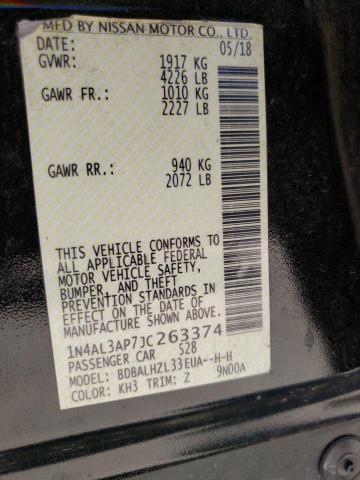 MFD BY NISSAN MOTOR CO., LTD.
DATE: 05/18
GVWR: 1917 KG
4226 LB
GAWR FR.: 1010 KG
2227 LB
GAWR RR.: 940 KG
2072 LB
THIS VEHICLE CONFORMS TO
ALL APPLICABLE FEDERAL
MOTOR VEHICLE SAFETY,
BUMPER, AND THEFT
PREVENTION STANDARDS IN
EFFECT ON THE DATE OF
MANUFACTURE SHOWN ABOVE.
1N4AL3AP7JC263374
PASSENGER CAR 528
MODEL: BDBALHZL33EUA--H-H
COLOR: KH3 TRIM: Z 9N00A